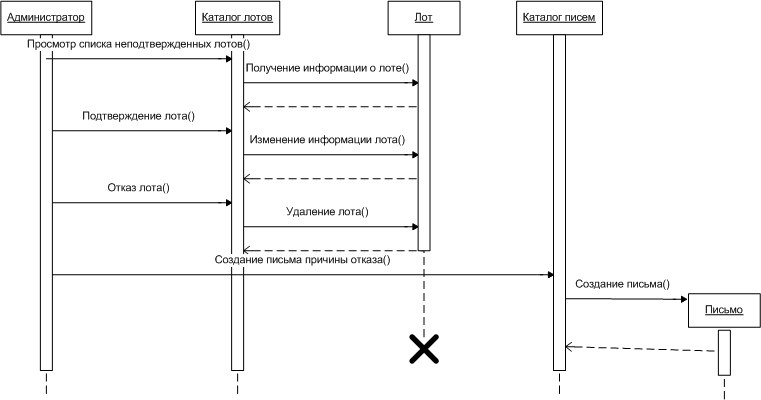 Администратор
Каталог лотов
Лот
Каталог писем
Просмотр списка неподтвержденных лотов()
Получение информации о лоте()
Подтверждение лота()
Изменение информации лота()
Отказ лота()
Удаление лота()
Создание письма причины отказа()
Создание письма()
Письмо